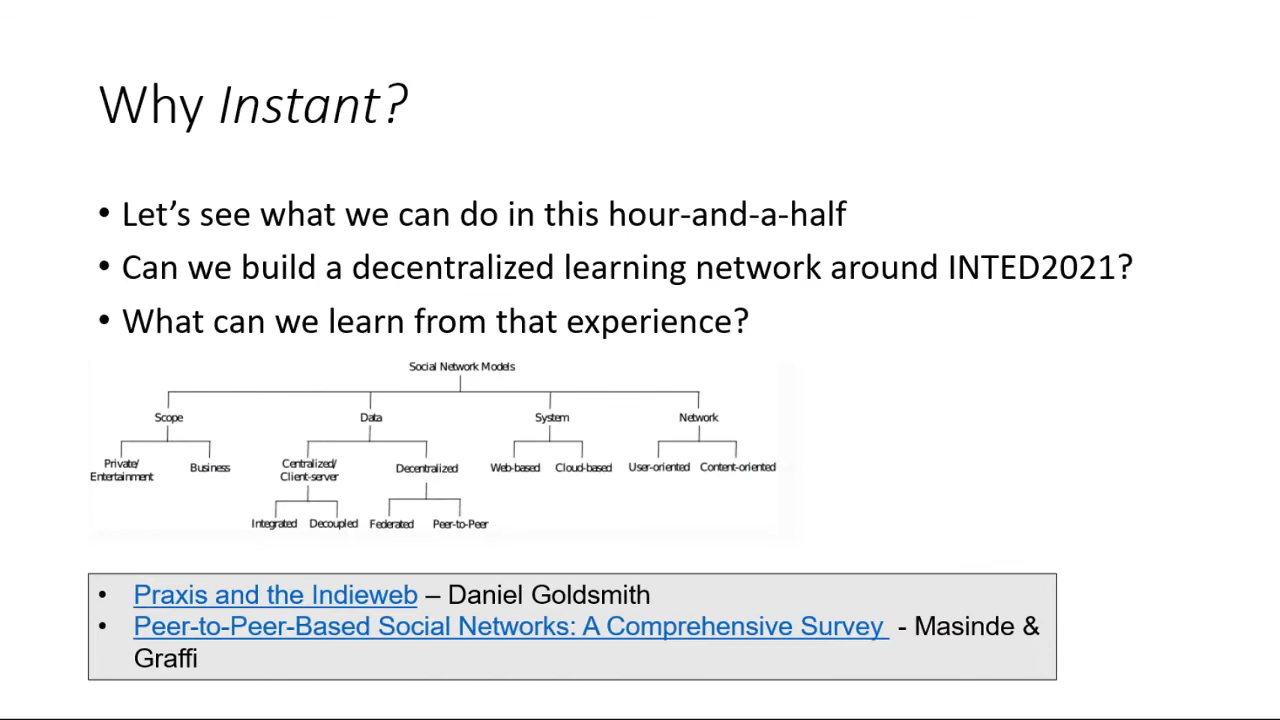 Why Instant?
• Let’s see what we can do in this hour-and-a-half
• Can we build a decentralized learning network around INTED2021?
• What can we learn from that experience?
Social Network Models
Scope Data System Network
Private/ Entertainment Business Centralized/ Client-server Decentralized Web-based Cloud-based User-oriented Content-oriented
Integrated Decoupled Federated Peer-to-Peer
• Praxis and the Indieweb – Daniel Goldsmith
• Peer-to-Peer-Based Social Networks: A Comprehensive Survey - Masinde &
Graffi